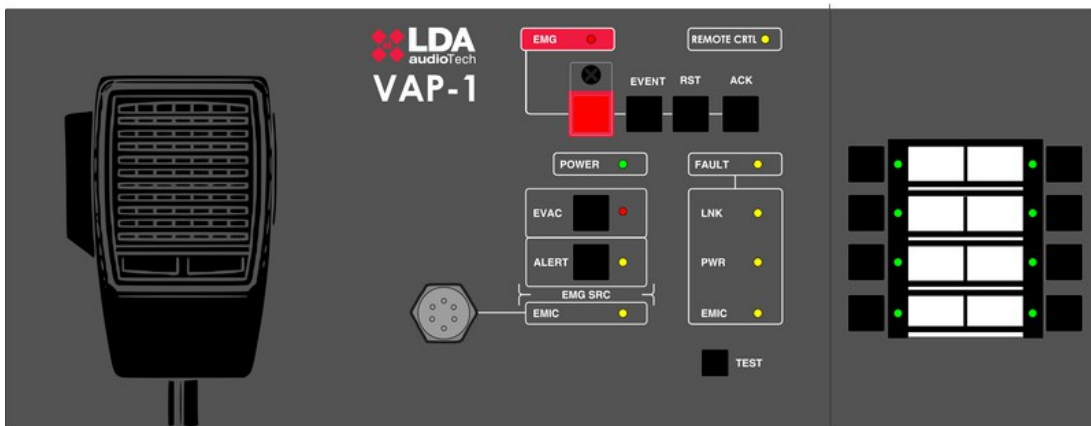 LDA
audioTech
VAP-1
EMG
REMOTE CRTL
EVENT
RST
ACK
POWER
FAULT
EVAC
LNK
ALERT
PWR
EMG SRC
EMIC
EMIC
TEST